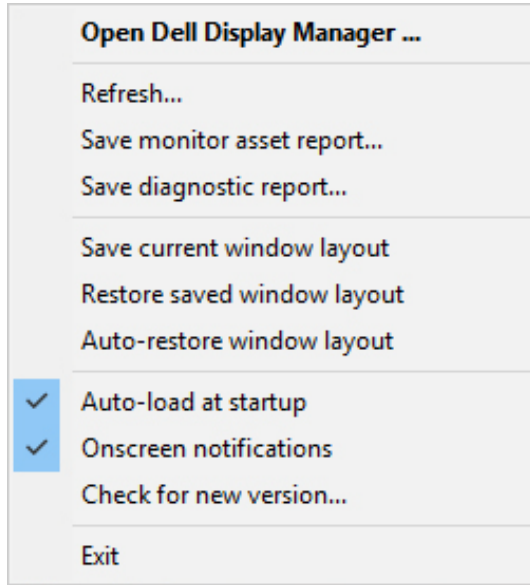 Open Dell Display Manager ...
Refresh...
Save monitor asset report...
Save diagnostic report...
Save current window layout
Restore saved window layout
Auto-restore window layout
Auto-load at startup
Onscreen notifications
Check for new version...
Exit